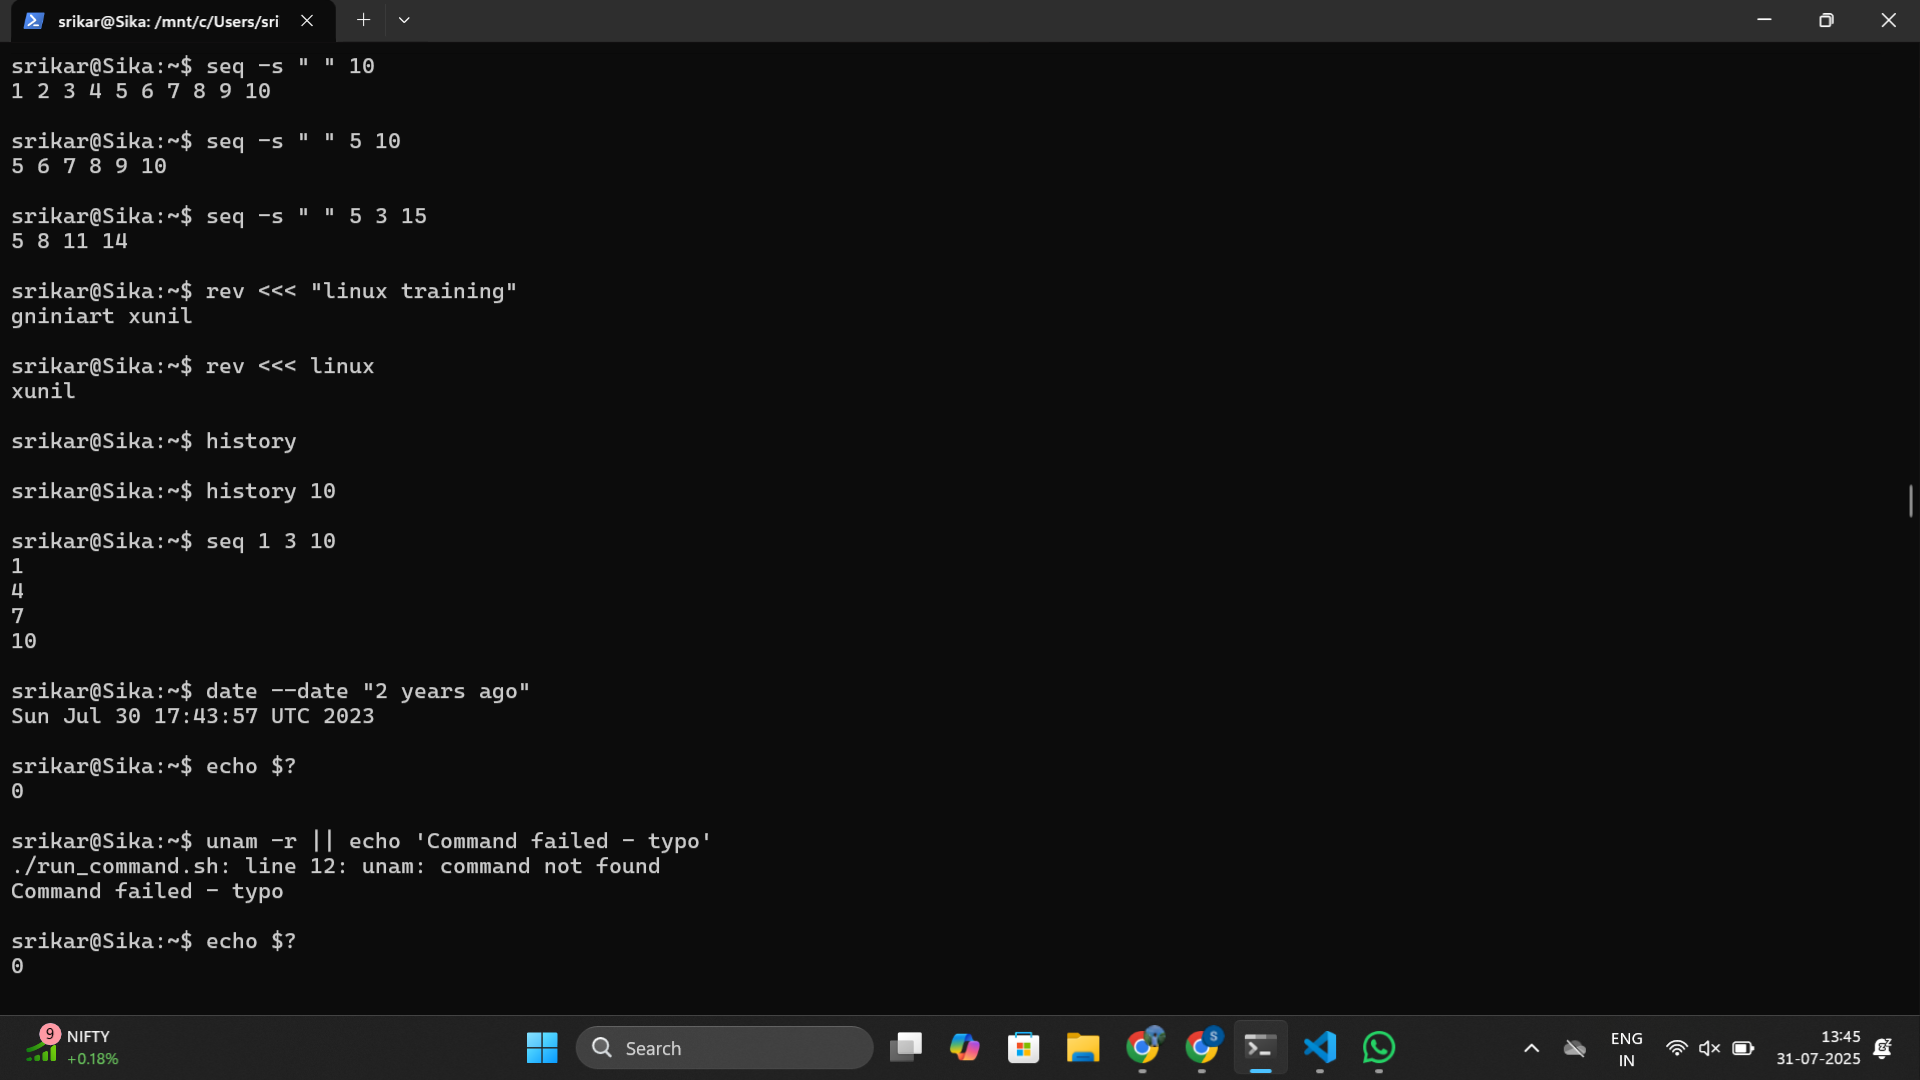 srikar@Sika: /mnt/c/Users/sri
srikar@Sika:~$ seq -s " " 10
1 2 3 4 5 6 7 8 9 10
srikar@Sika:~$ seq -s " " 5 10
5 6 7 8 9 10
srikar@Sika:~$ seq -s " " 5 3 15
5 8 11 14
srikar@Sika:~$ rev <<< "linux training"
gniniart xunil
srikar@Sika:~$ rev <<< linux
xunil
srikar@Sika:~$ history
srikar@Sika:~$ history 10
srikar@Sika:~$ seq 1 3 10
1
4
7
10
srikar@Sika:~$ date --date "2 years ago"
Sun Jul 30 17:43:57 UTC 2023
srikar@Sika:~$ echo $?
0
srikar@Sika:~$ unam -r || echo 'Command failed - typo'
./run_command.sh: line 12: unam: command not found
Command failed - typo
srikar@Sika:~$ echo $?
0
9
NIFTY
+0.18%
Search
S
ENG
IN
13:45
31-07-2025